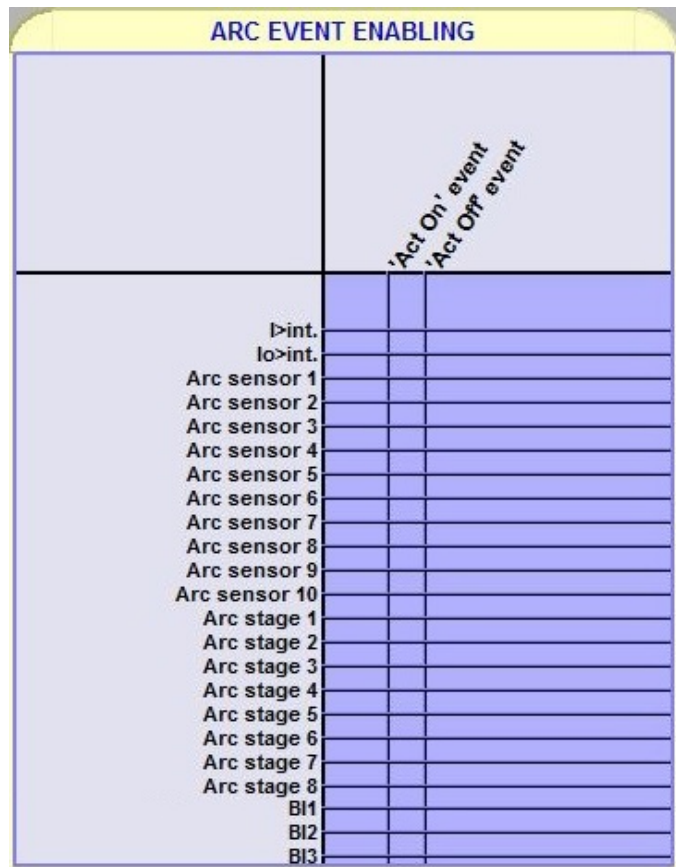 ARC EVENT ENABLING
'Act On' event
'Act Off' event
I>int.
Io>int.
Arc sensor 1
Arc sensor 2
Arc sensor 3
Arc sensor 4
Arc sensor 5
Arc sensor 6
Arc sensor 7
Arc sensor 8
Arc sensor 9
Arc sensor 10
Arc stage 1
Arc stage 2
Arc stage 3
Arc stage 4
Arc stage 5
Arc stage 6
Arc stage 7
Arc stage 8
BI1
BI2
BI3